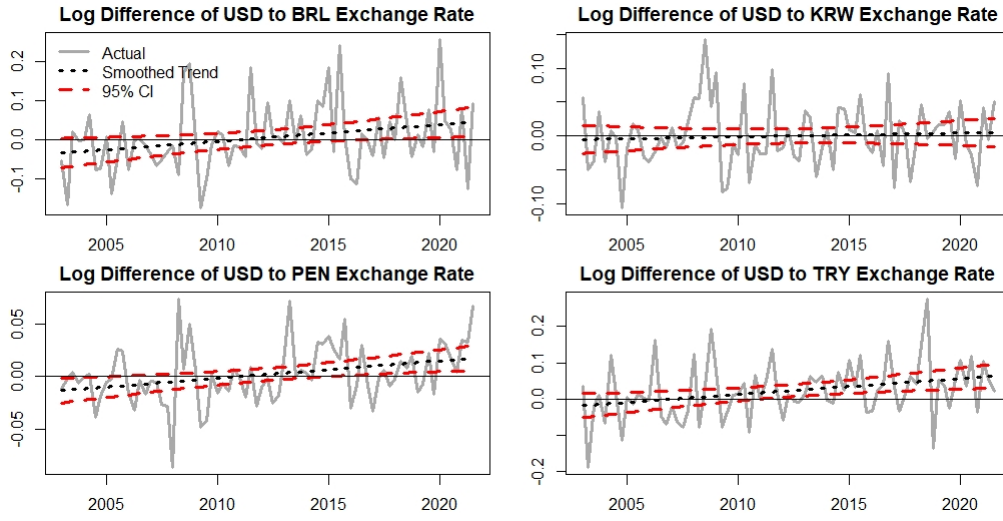 Log Difference of USD to BRL Exchange Rate
Actual
Smoothed Trend
95% CI
0.2
0.1
0.0
-0.1
2005 2010 2015 2020
Log Difference of USD to KRW Exchange Rate
0.10
0.00
-0.10
2005 2010 2015 2020
Log Difference of USD to PEN Exchange Rate
0.05
0.00
-0.05
2005 2010 2015 2020
Log Difference of USD to TRY Exchange Rate
0.2
0.1
0.0
-0.2
2005 2010 2015 2020